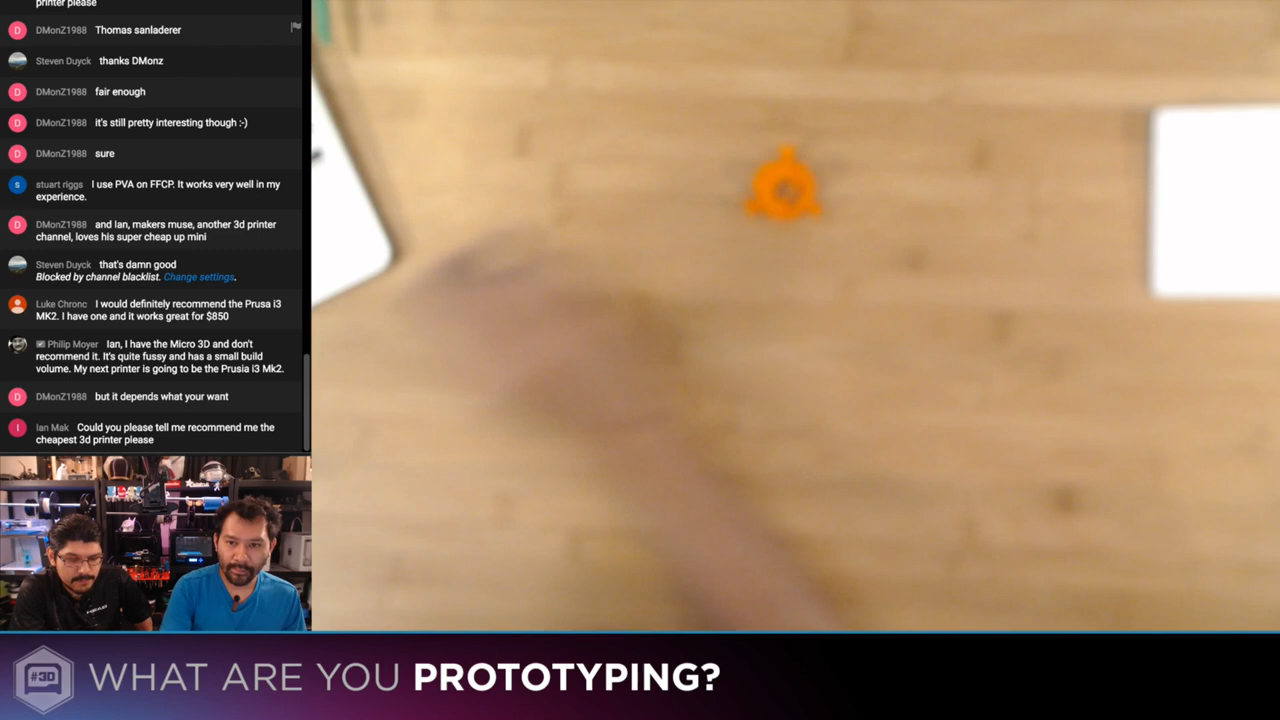 printer please
DMonZ1988 Thomas sanladerer
Steven Duyck thanks DMonz
DMonZ1988 fair enough
DMonZ1988 it's still pretty interesting though :-)
DMonZ1988 sure
stuart riggs I use PVA on FFCP. It works very well in my
experience.
DMonZ1988 and Ian, makers muse, another 3d printer
channel, loves his super cheap up mini
Steven Duyck that's damn good
Blocked by channel blacklist. Change settings.
Luke Chronc I would definitely recommend the Prusa i3
MK2. I have one and it works great for $850
Philip Moyer Ian, I have the Micro 3D and don't
recommend it. It's quite fussy and has a small build
volume. My next printer is going to be the Prusia i3 Mk2.
DMonZ1988 but it depends what your want
Ian Mak Could you please tell me recommend me the
cheapest 3d printer please
#3D
WHAT ARE YOU PROTOTYPING?